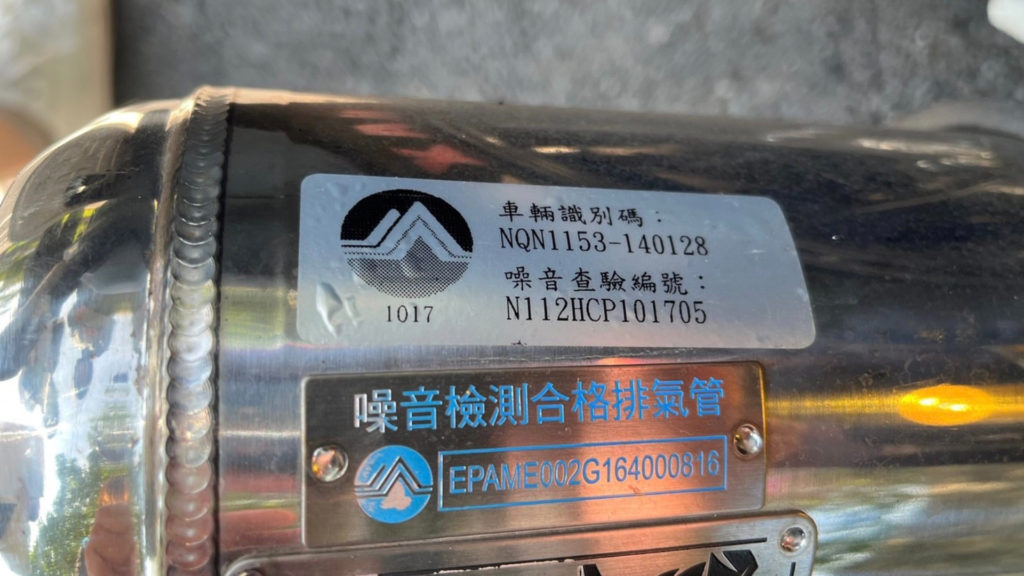 車輛識別碼：
NQN1153-140128
噪音查驗編號：
N112HCP101705
1017
噪音檢測合格排氣管
EPAME002G164000816